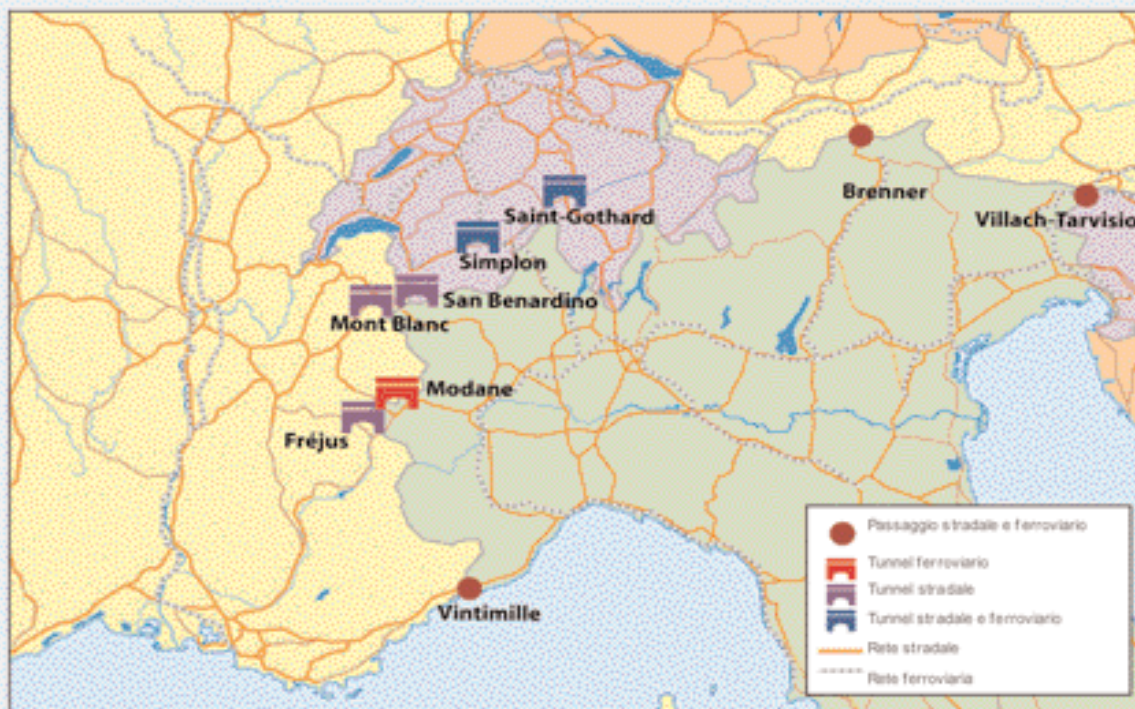 Brenner
Saint-Gothard
Villach-Tarvisio
Simplon
San Benardino
Mont Blanc
Modane
Fréjus
Vintimille
Passaggio stradale e ferroviario
Tunnel ferroviario
Tunnel stradale
Tunnel stradale e ferroviario
Rete stradale
Rete ferroviaria